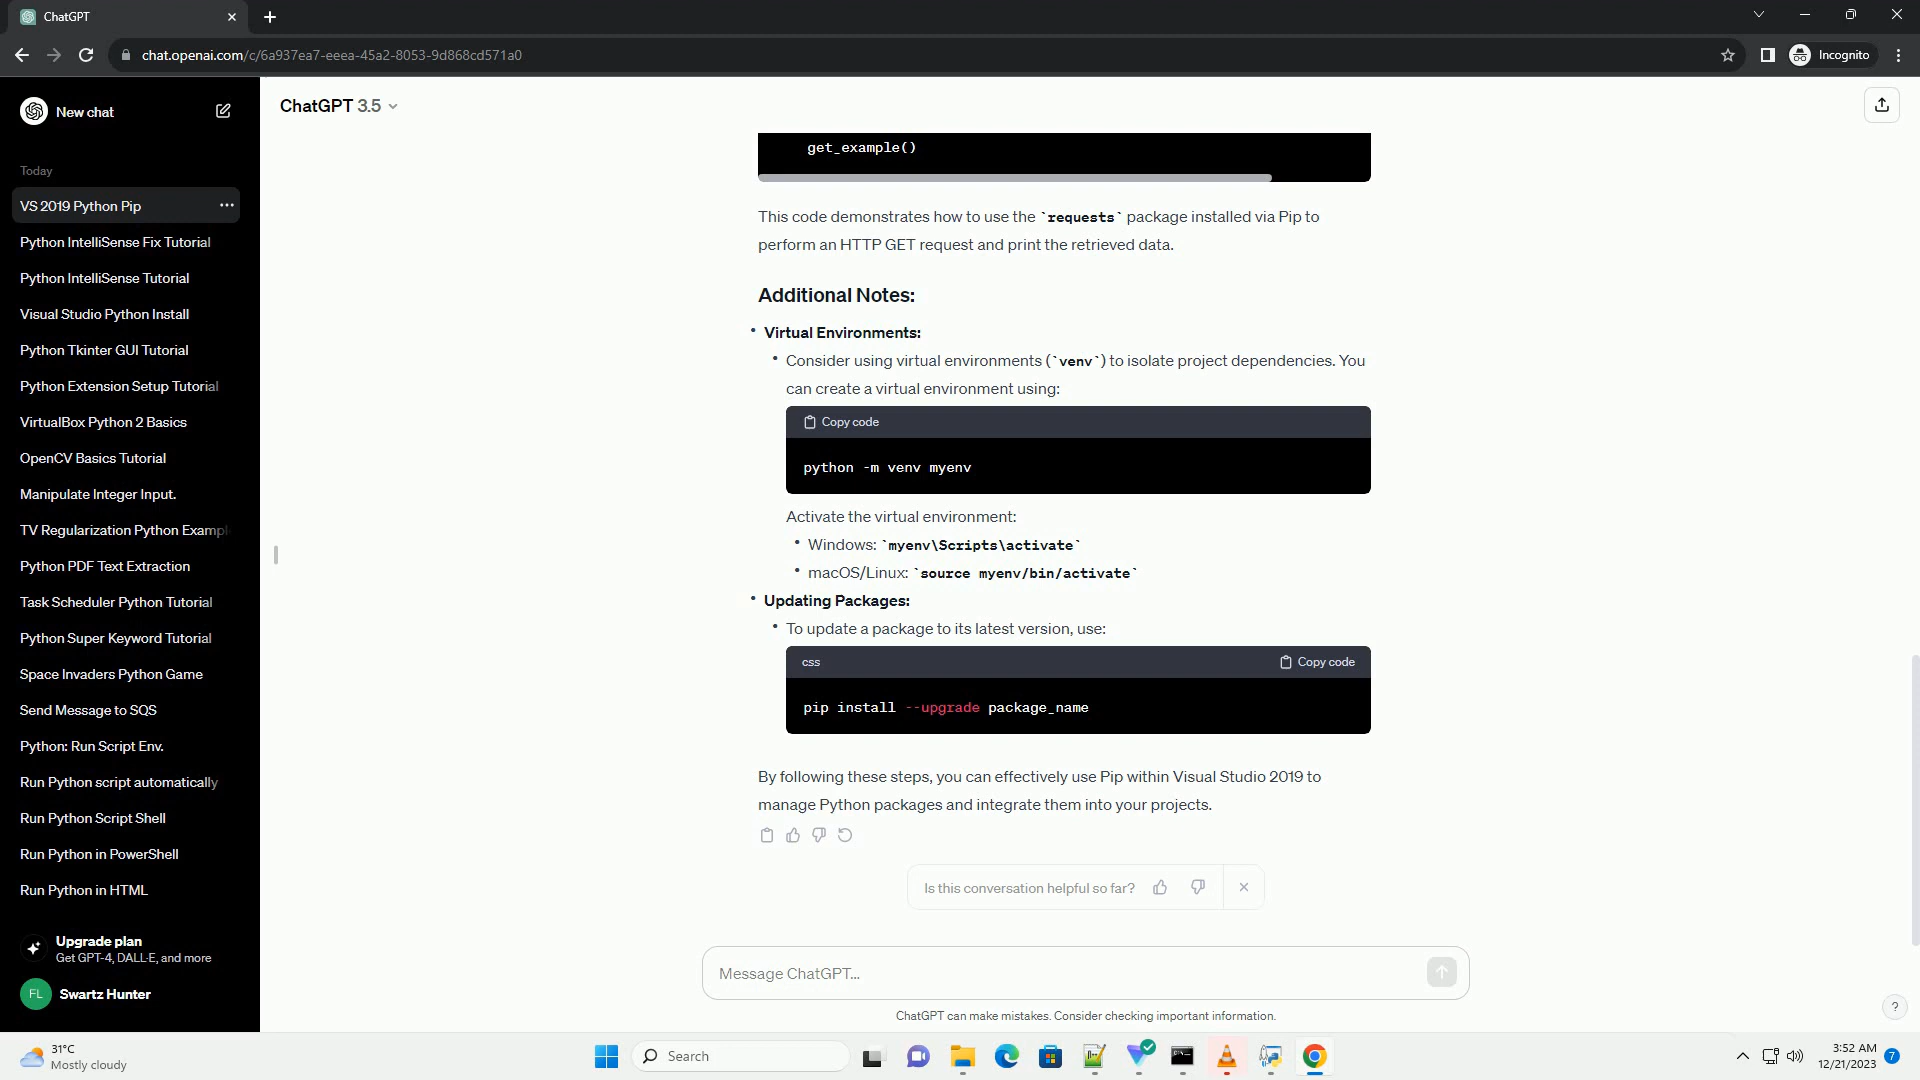 ChatGPT
chat.openai.com/c/6a937ea7-eeea-45a2-8053-9d868cd571a0
Incognito
New chat
ChatGPT 3.5
Today
VS 2019 Python Pip
Python IntelliSense Fix Tutorial
Python IntelliSense Tutorial
Visual Studio Python Install
Python Tkinter GUI Tutorial
Python Extension Setup Tutorial
VirtualBox Python 2 Basics
OpenCV Basics Tutorial
Manipulate Integer Input.
TV Regularization Python Exampl
Python PDF Text Extraction
Task Scheduler Python Tutorial
Python Super Keyword Tutorial
Space Invaders Python Game
Send Message to SQS
Python: Run Script Env.
Run Python script automatically
Run Python Script Shell
Run Python in PowerShell
Run Python in HTML
Upgrade plan
Get GPT-4, DALL·E, and more
FL Swartz Hunter
get_example()
This code demonstrates how to use the `requests` package installed via Pip to
perform an HTTP GET request and print the retrieved data.
Additional Notes:
• Virtual Environments:
• Consider using virtual environments (`venv`) to isolate project dependencies. You
can create a virtual environment using:
Copy code
python -m venv myenv
Activate the virtual environment:
• Windows: `myenv\Scripts\activate`
• macOS/Linux: `source myenv/bin/activate`
• Updating Packages:
• To update a package to its latest version, use:
css Copy code
pip install --upgrade package_name
By following these steps, you can effectively use Pip within Visual Studio 2019 to
manage Python packages and integrate them into your projects.
Is this conversation helpful so far?
Message ChatGPT...
ChatGPT can make mistakes. Consider checking important information.
?
31°C
Mostly cloudy
Search
3:52 AM
12/21/2023
7